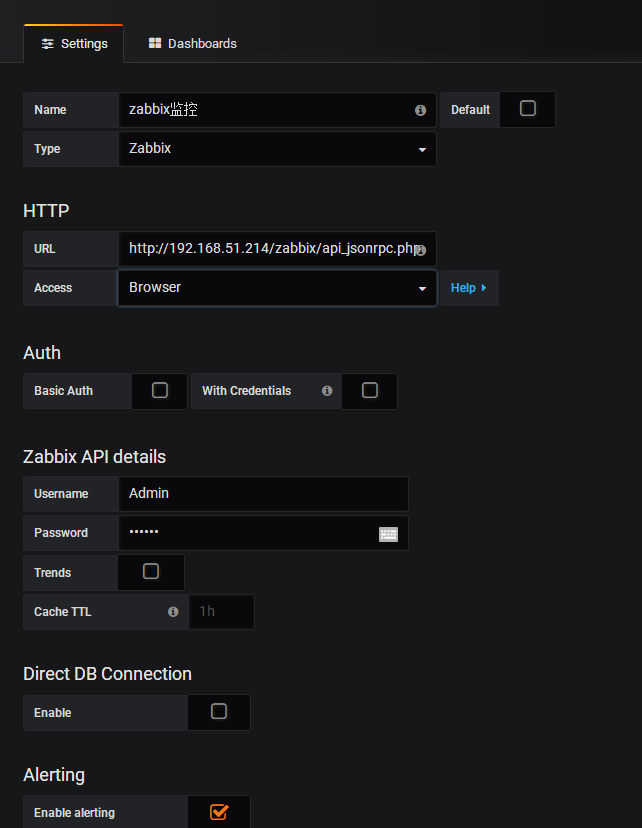 Settings Dashboards
Name zabbix监控 Default
Type Zabbix
HTTP
URL http://192.168.51.214/zabbix/api_jsonrpc.php
Access Browser Help
Auth
Basic Auth With Credentials
Zabbix API details
Username Admin
Password ••••••
Trends
Cache TTL 1h
Direct DB Connection
Enable
Alerting
Enable alerting